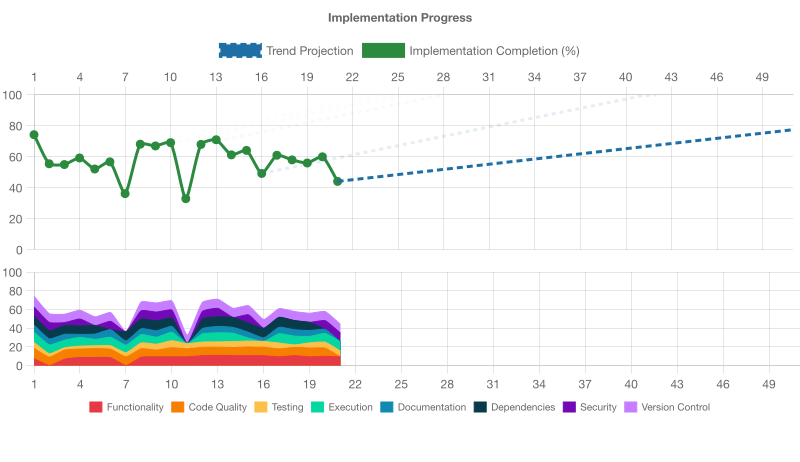 Implementation Progress
Trend Projection Implementation Completion (%)
1 4 7 10 13 16 19 22 25 28 31 34 37 40 43 46 49
100
80
60
40
20
0
100
80
60
40
20
0
1 4 7 10 13 16 19 22 25 28 31 34 37 40 43 46 49
Functionality Code Quality Testing Execution Documentation Dependencies Security Version Control